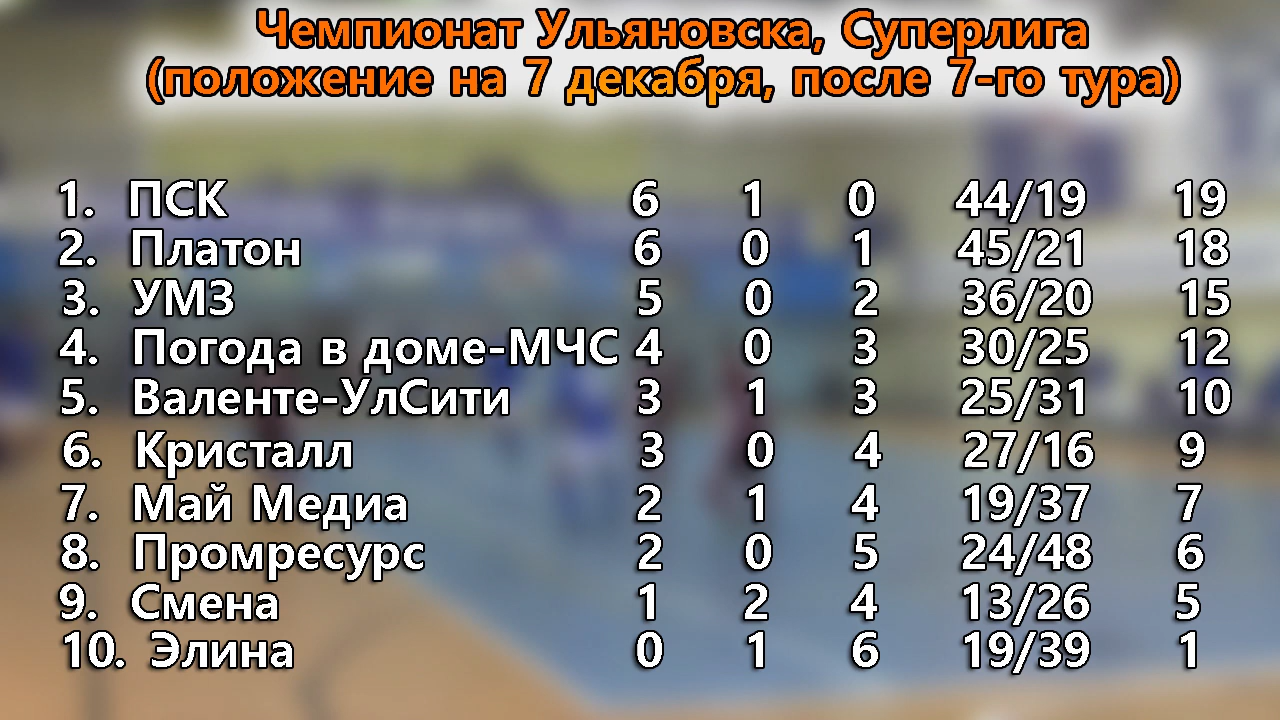 Чемпионат Ульяновска, Суперлига
(положение на 7 декабря, после 7-го тура)
1. ПСК 6 1 0 44/19 19
2. Платон 6 0 1 45/21 18
3. УМЗ 5 0 2 36/20 15
4. Погода в доме-МЧС 4 0 3 30/25 12
5. Валенте-УлСити 3 1 3 25/31 10
6. Кристалл 3 0 4 27/16 9
7. Май Медиа 2 1 4 19/37 7
8. Промресурс 2 0 5 24/48 6
9. Смена 1 2 4 13/26 5
10. Элина 0 1 6 19/39 1